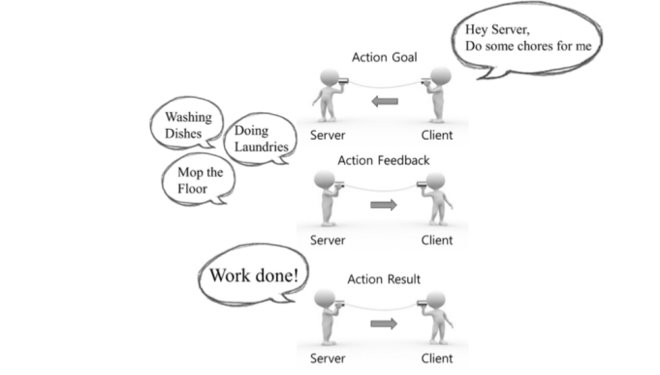 Hey Server,
Do some chores for me
Action Goal
Server
Client
Washing
Dishes
Doing
Laundries
Mop the
Floor
Action Feedback
Server
Client
Work done!
Action Result
Server
Client